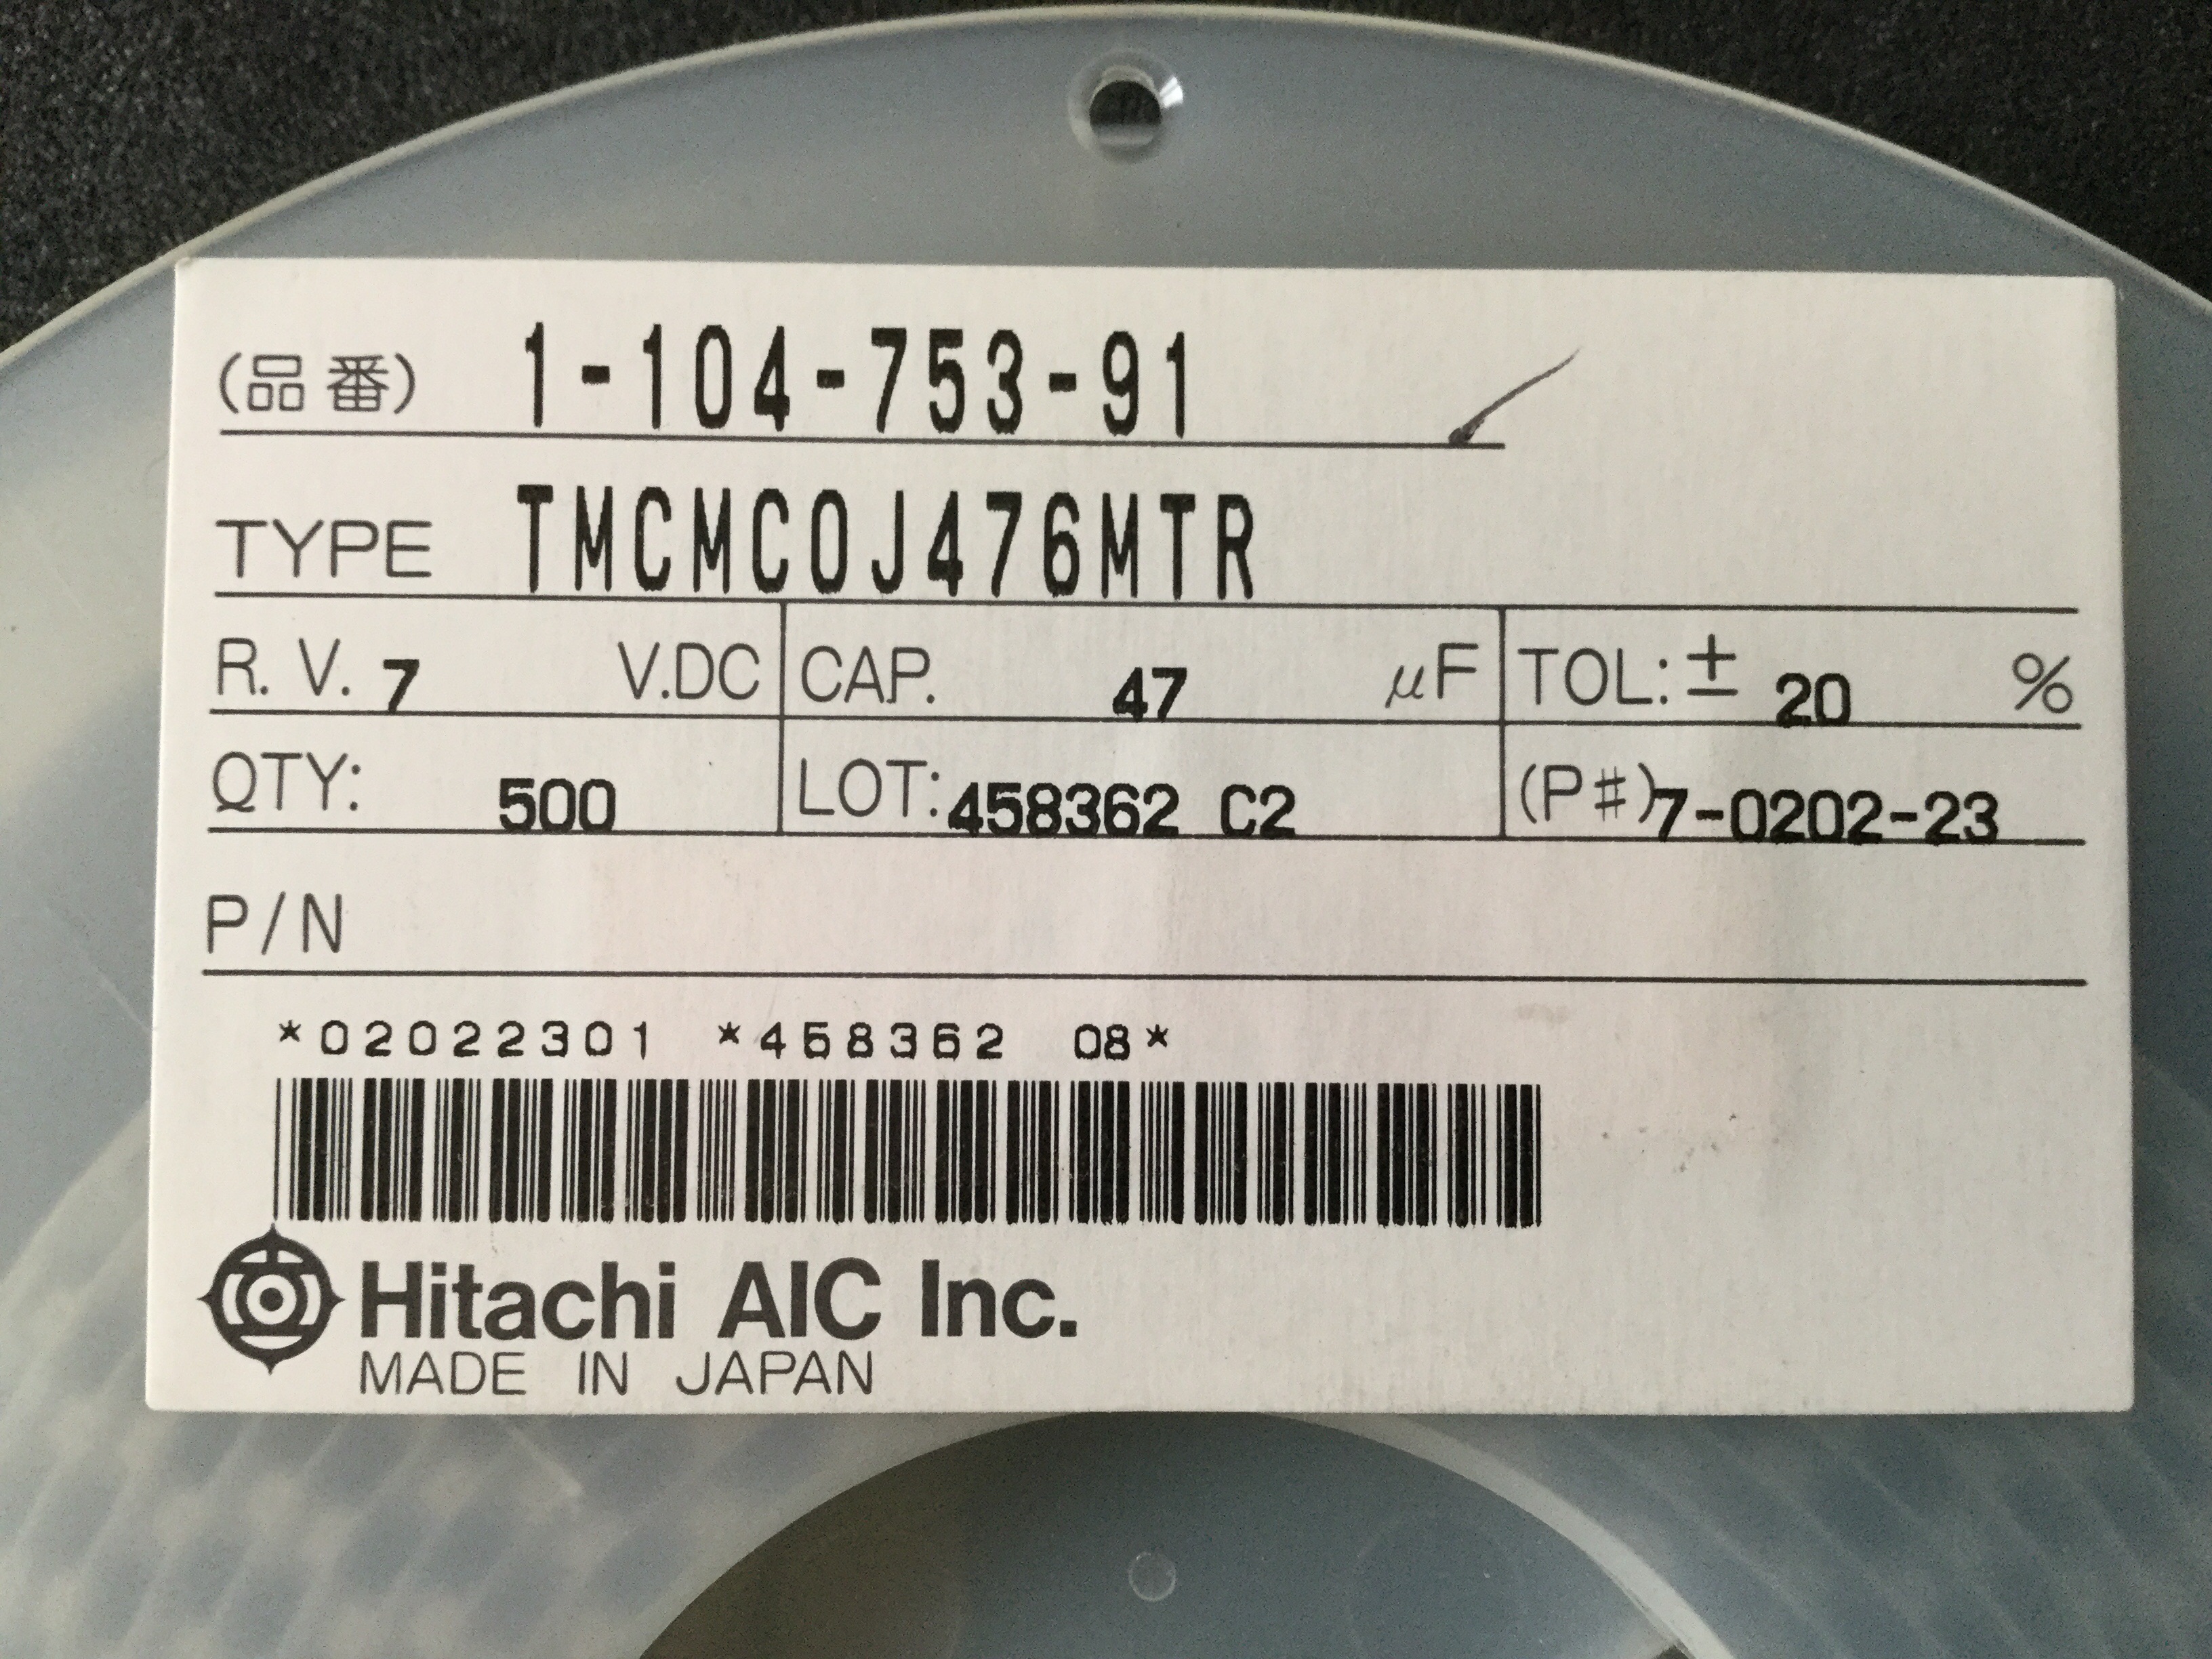 (品番) 1-104-753-91
TYPE TMCMC0J476MTR
R. V. 7 V.DC CAP. 47 μF TOL: ± 20 %
QTY: 500 LOT: 458362 C2 (P#) 7-0202-23
P/N
*02022301 *458362 08*
Hitachi AIC Inc.
MADE IN JAPAN